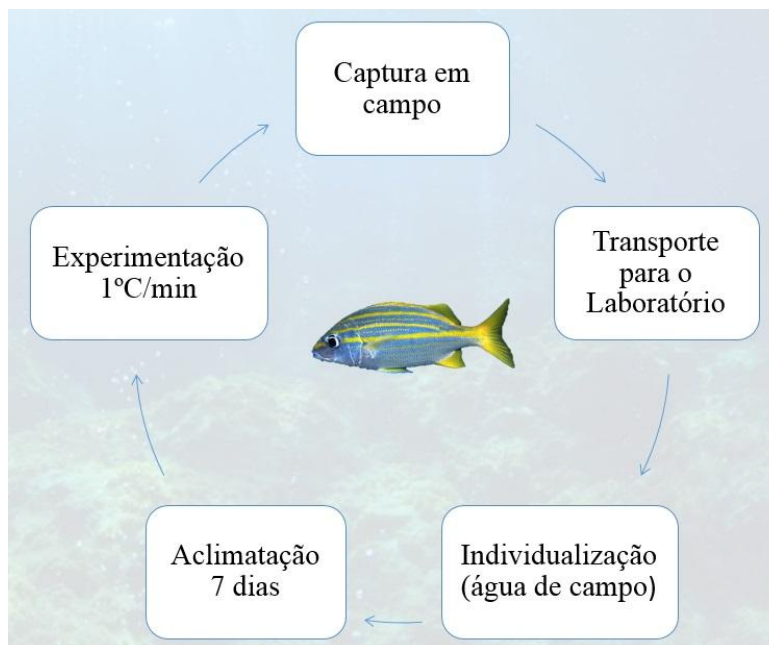 Captura em
campo
Transporte
para o
Laboratório
Individualização
(água de campo)
Aclimatação
7 dias
Experimentação
1ºC/min